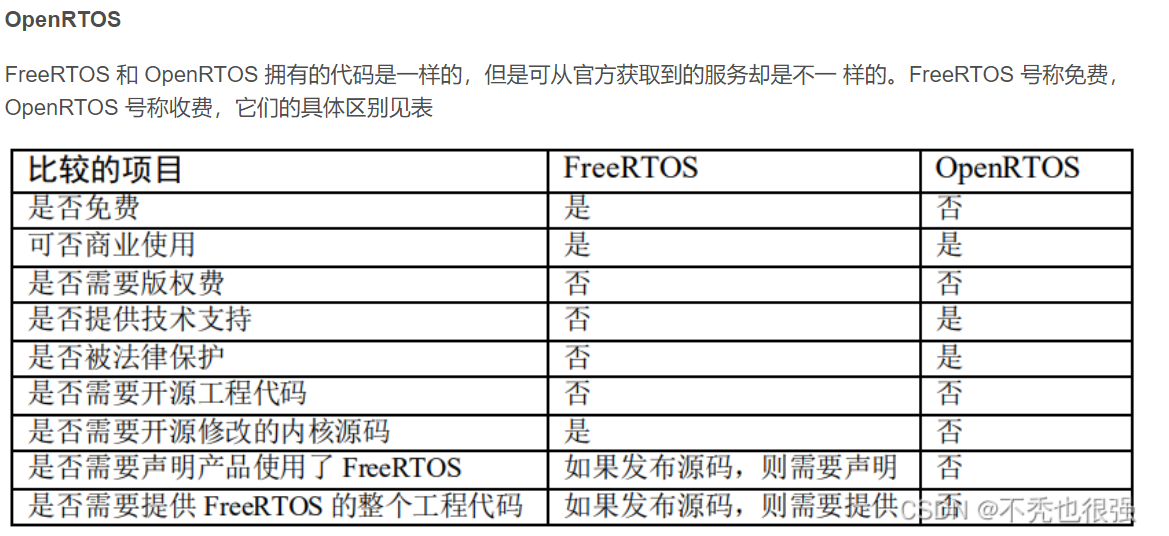 OpenRTOS
FreeRTOS 和 OpenRTOS 拥有的代码是一样的，但是可从官方获取到的服务却是不一 样的。FreeRTOS 号称免费，
OpenRTOS 号称收费，它们的具体区别见表
比较的项目 FreeRTOS OpenRTOS
是否免费 是 否
可否商业使用 是 是
是否需要版权费 否 否
是否提供技术支持 否 是
是否被法律保护 否 是
是否需要开源工程代码 否 否
是否需要开源修改的内核源码 是 否
是否需要声明产品使用了 FreeRTOS 如果发布源码，则需要声明 否
是否需要提供 FreeRTOS 的整个工程代码 如果发布源码，则需要提供 否
CSDN @不秃也很强